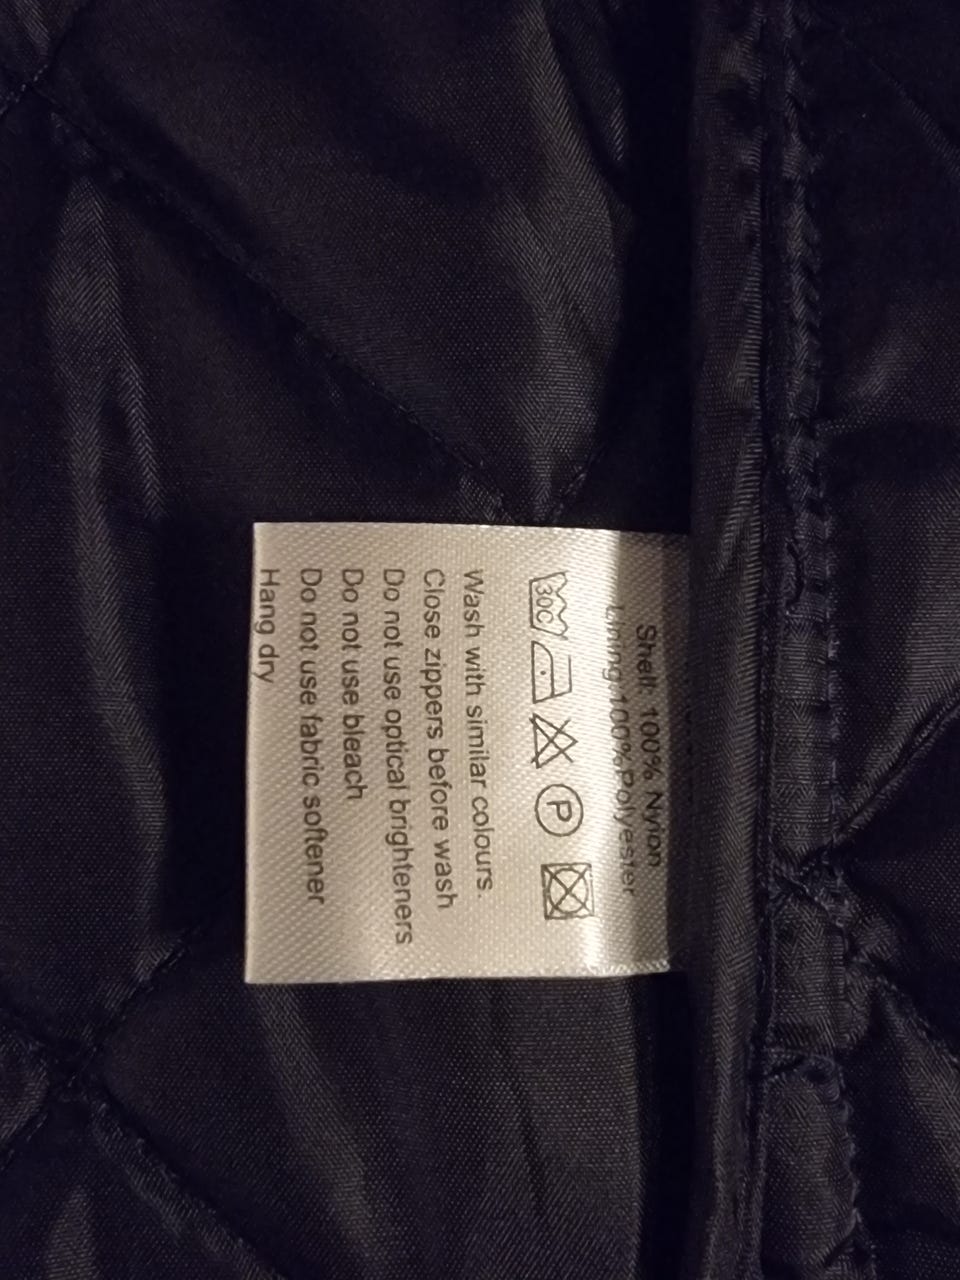 Shell: 100% Nylon
Lining:100%Polyester
30C P
Wash with similar colours.
Close zippers before wash
Do not use optical brighteners
Do not use bleach
Do not use fabric softener
Hang dry